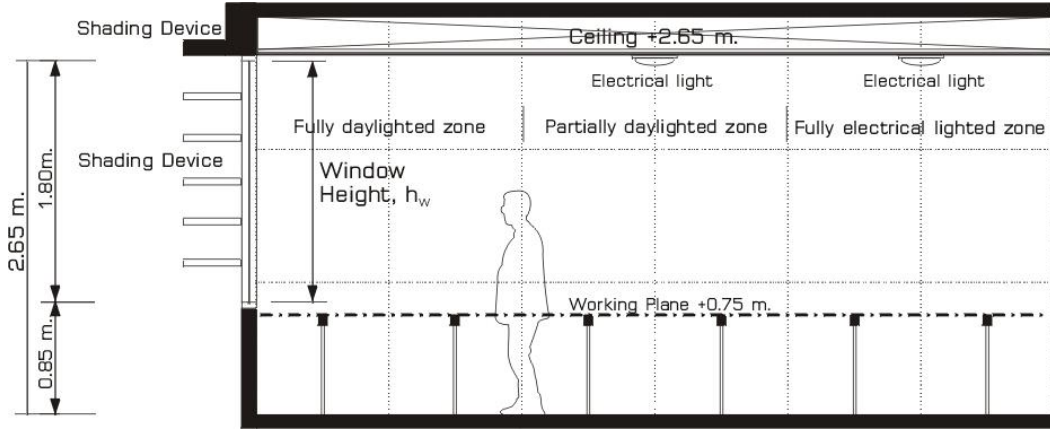 Shading Device
Ceiling +2.65 m.
Electrical light
Electrical light
Fully daylighted zone
Partially daylighted zone
Fully electrical lighted zone
Shading Device
Window
Height, hw
2.65 m.
1.80m.
0.85 m.
Working Plane +0.75 m.